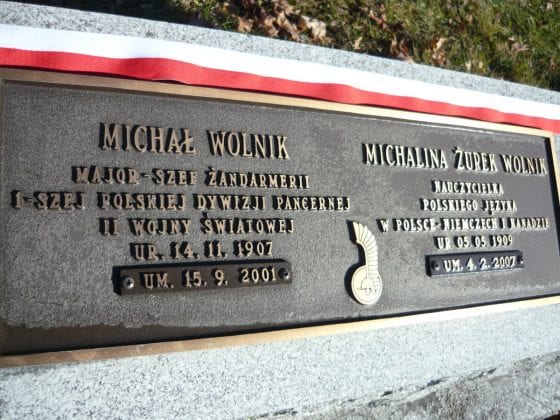 MICHAŁ WOLNIK
MAJOR-SZEF ŻANDARMERII
1-SZEJ POLSKIEJ DYWIZJI PANCERNEJ
II WOJNY ŚWIATOWEJ
UR. 14. 11. 1907
UM. 15. 9. 2001
MICHALINA ŻUREK WOLNIK
NAUCZYCIELKA
POLSKIEGO JĘZYKA
W POLSCE-NIEMCZECH I KANADZIE
UR 05. 05. 1909
UM. 4. 2. 2007